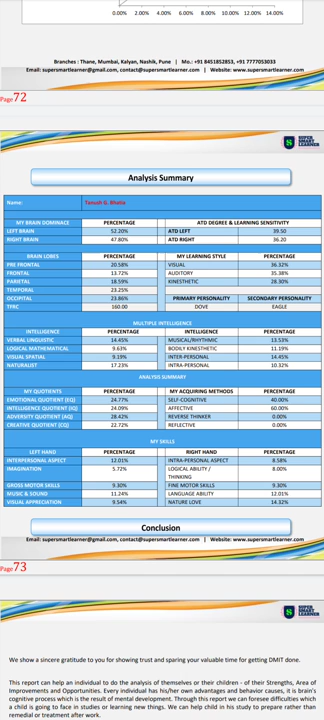 0.00% 2.00% 4.00% 6.00% 8.00% 10.00% 12.00% 14.00%
Branches : Thane, Mumbai, Kalyan, Nashik, Pune | Mo.: +91 8451852853, +91 7777053033
Email: supersmartlearner@gmail.com, contact@supersmartlearner.com | Website: www.supersmartlearner.com
Page 72
SUPER SMART LEARNER
Analysis Summary
Name: Tanush G. Bhatia
MY BRAIN DOMINACE PERCENTAGE ATD DEGREE & LEARNING SENSITIVITY
LEFT BRAIN 52.20% ATD LEFT 39.50
RIGHT BRAIN 47.80% ATD RIGHT 36.20
BRAIN LOBES PERCENTAGE MY LEARNING STYLE PERCENTAGE
PRE FRONTAL 20.58% VISUAL 36.32%
FRONTAL 13.72% AUDITORY 35.38%
PARIETAL 18.59% KINESTHETIC 28.30%
TEMPORAL 23.25%
OCCIPITAL 23.86% PRIMARY PERSONALITY SECONDARY PERSONALITY
TFRC 160.00 DOVE EAGLE
MULTIPLE INTELLIGENCE
INTELLIGENCE PERCENTAGE INTELLIGENCE PERCENTAGE
VERBAL LINGUISTIC 14.45% MUSICAL/RHYTHMIC 13.53%
LOGICAL MATHEMATICAL 9.63% BODILY KINESTHETIC 11.19%
VISUAL SPATIAL 9.19% INTER-PERSONAL 14.45%
NATURALIST 17.23% INTRA-PERSONAL 10.32%
ANALYSIS SUMMARY
MY QUOTIENTS PERCENTAGE MY ACQUIRING METHODS PERCENTAGE
EMOTIONAL QUOTIENT (EQ) 24.77% SELF-COGNITIVE 40.00%
INTELLIGENCE QUOTIENT (IQ) 24.09% AFFECTIVE 60.00%
ADVERSITY QUOTIENT (AQ) 28.42% REVERSE THINKER 0.00%
CREATIVE QUOTIENT (CQ) 22.72% REFLECTIVE 0.00%
MY SKILLS
LEFT HAND PERCENTAGE RIGHT HAND PERCENTAGE
INTERPERSONAL ASPECT 12.01% INTRA-PERSONAL ASPECT 8.58%
IMAGINATION 5.72% LOGICAL ABILITY / 8.00%
THINKING
GROSS MOTOR SKILLS 9.30% FINE MOTOR SKILLS 9.30%
MUSIC & SOUND 11.24% LANGUAGE ABILITY 12.01%
VISUAL APPRECIATION 9.54% NATURE LOVE 14.32%
Conclusion
Email: supersmartlearner@gmail.com, contact@supersmartlearner.com | Website: www.supersmartlearner.com
Page 73
SUPER SMART LEARNER
We show a sincere gratitude to you for showing trust and sparing your valuable time for getting DMIT done.
This report can help an individual to do the analysis of themselves or their children - of their Strengths, Area of
Improvements and Opportunities. Every individual has his/her own advantages and behavior causes, it is brain's
cognitive process which is the result of mental development. Through this report we can foresee difficulties which
a child is going to face in studies or learning new things. We can help child in his study to prepare rather than
remedial or treatment after work.